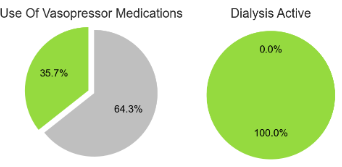 Use Of Vasopressor Medications
Dialysis Active
35.7%
64.3%
0.0%
100.0%